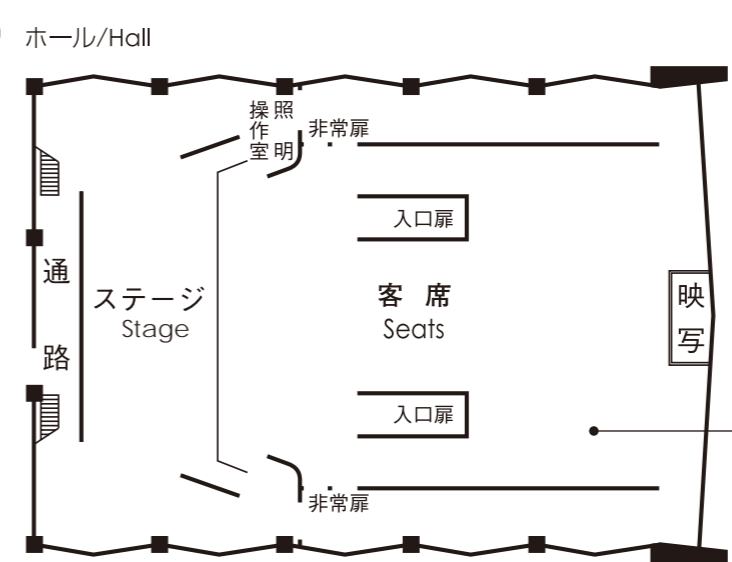 ホール/Hall
照明
操作室
非常扉
入口扉
通路
ステージ
Stage
客席
Seats
映写
入口扉
非常扉